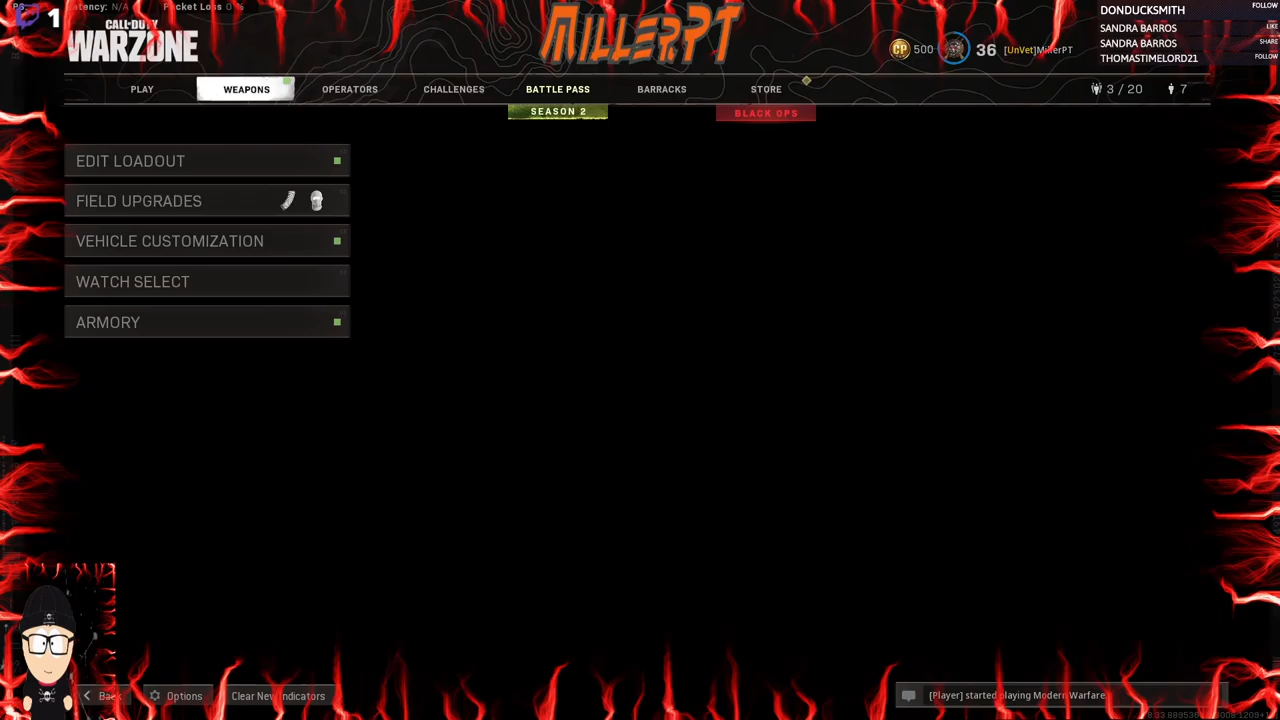 Latency: N/A Packet Loss 0 %
1
CALL OF DUTY
WARZONE
MILLERPT
CP 500 36 [UnVet]MillerPT
DONDUCKSMITH FOLLOW
SANDRA BARROS LIKE
SANDRA BARROS SHARE
THOMASTIMELORD21 FOLLOW
PLAY WEAPONS OPERATORS CHALLENGES BATTLE PASS BARRACKS STORE 3 / 20 7
SEASON 2 BLACK OPS
EDIT LOADOUT
FIELD UPGRADES
VEHICLE CUSTOMIZATION
WATCH SELECT
ARMORY
Back Options Clear New Indicators
[Player] started playing Modern Warfare.